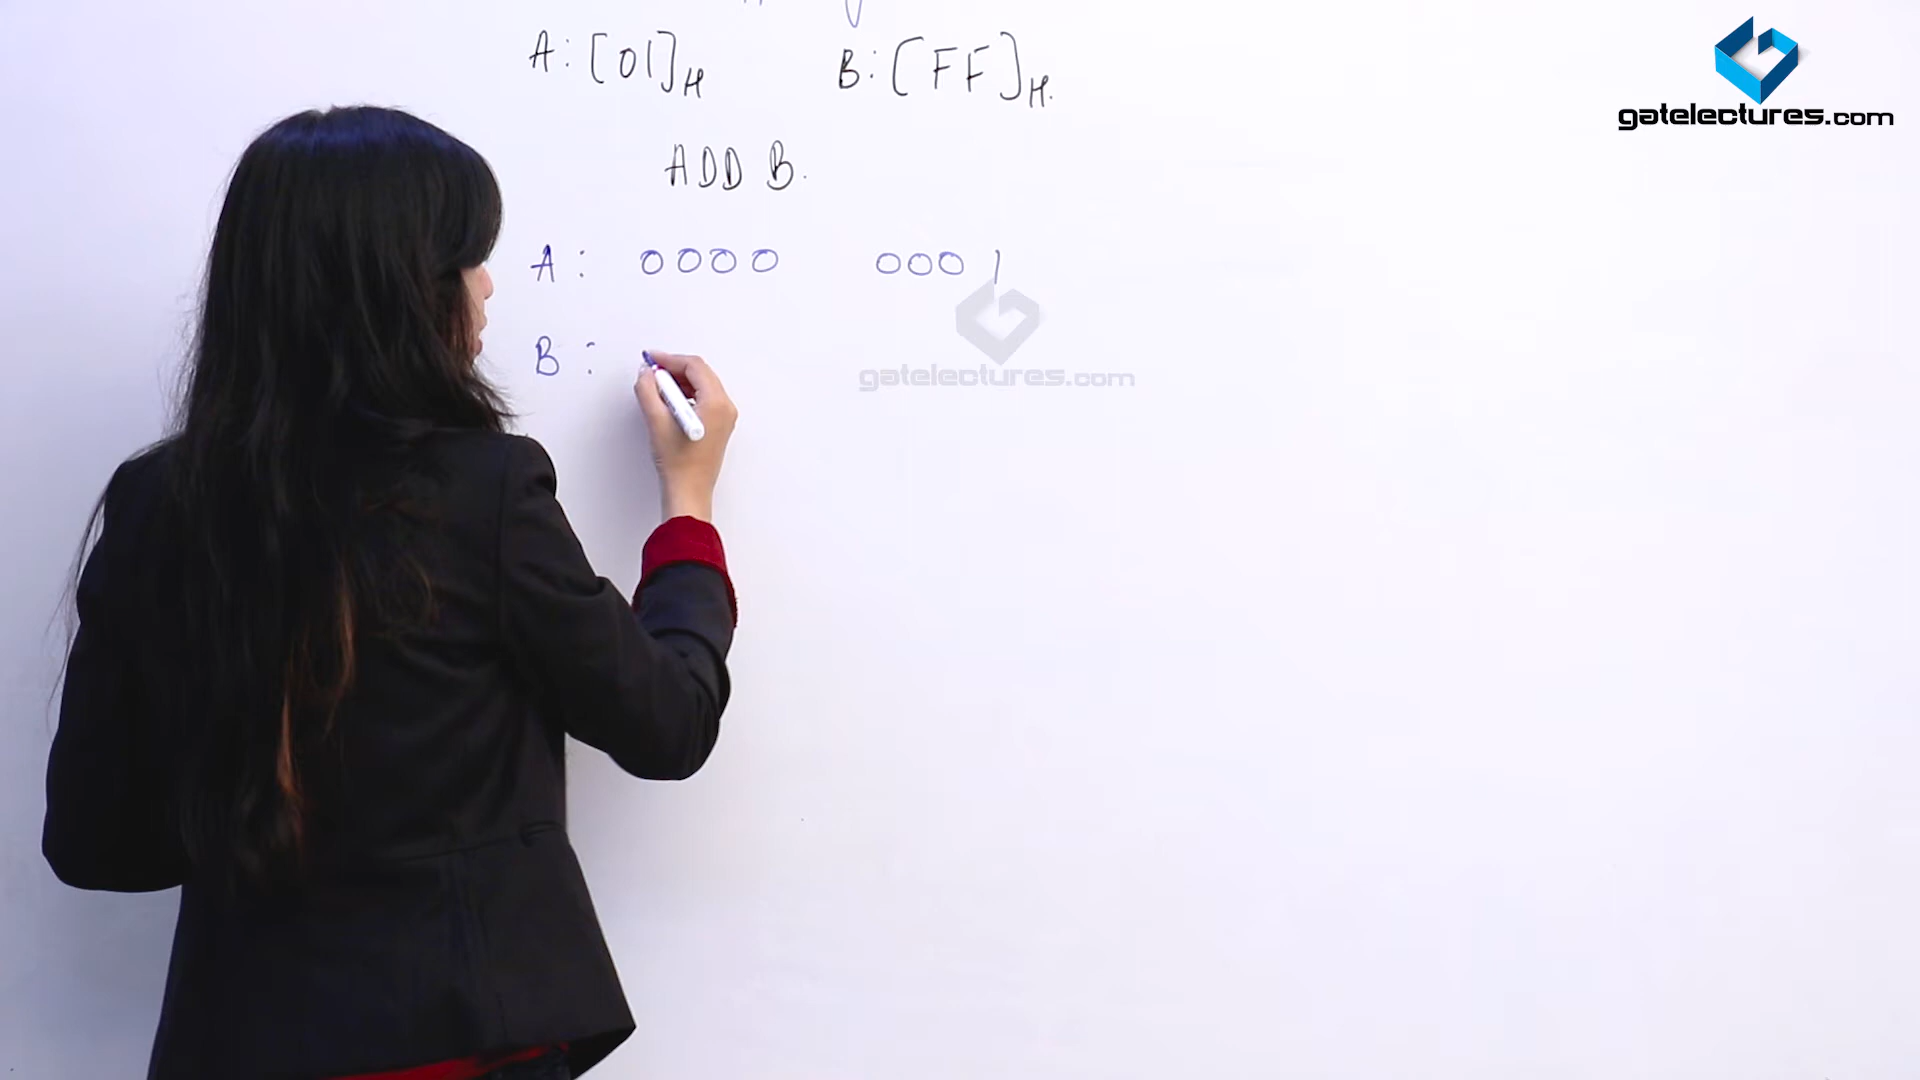 A: [01]H B: [FF]H.
ADD B.
A: 0000 0001
B:
gatelectures.com
gatelectures.com